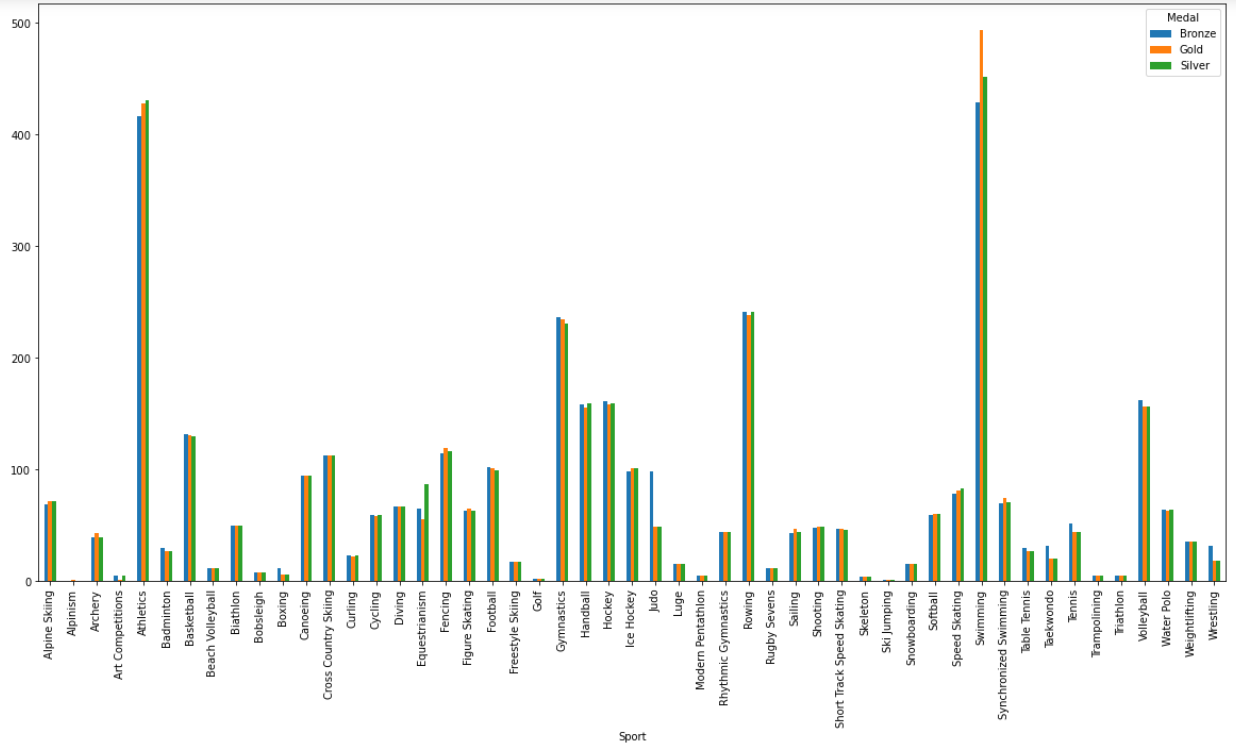 500
400
300
200
100
0
Medal
Bronze
Gold
Silver
Alpine Skiing
Alpinism
Archery
Art Competitions
Athletics
Badminton
Basketball
Beach Volleyball
Biathlon
Bobsleigh
Boxing
Canoeing
Cross Country Skiing
Curling
Cycling
Diving
Equestrianism
Fencing
Figure Skating
Football
Freestyle Skiing
Golf
Gymnastics
Handball
Hockey
Ice Hockey
Judo
Luge
Modern Pentathlon
Rhythmic Gymnastics
Rowing
Rugby Sevens
Sailing
Shooting
Short Track Speed Skating
Skeleton
Ski Jumping
Snowboarding
Softball
Speed Skating
Swimming
Synchronized Swimming
Table Tennis
Taekwondo
Tennis
Trampolining
Triathlon
Volleyball
Water Polo
Weightlifting
Wrestling
Sport